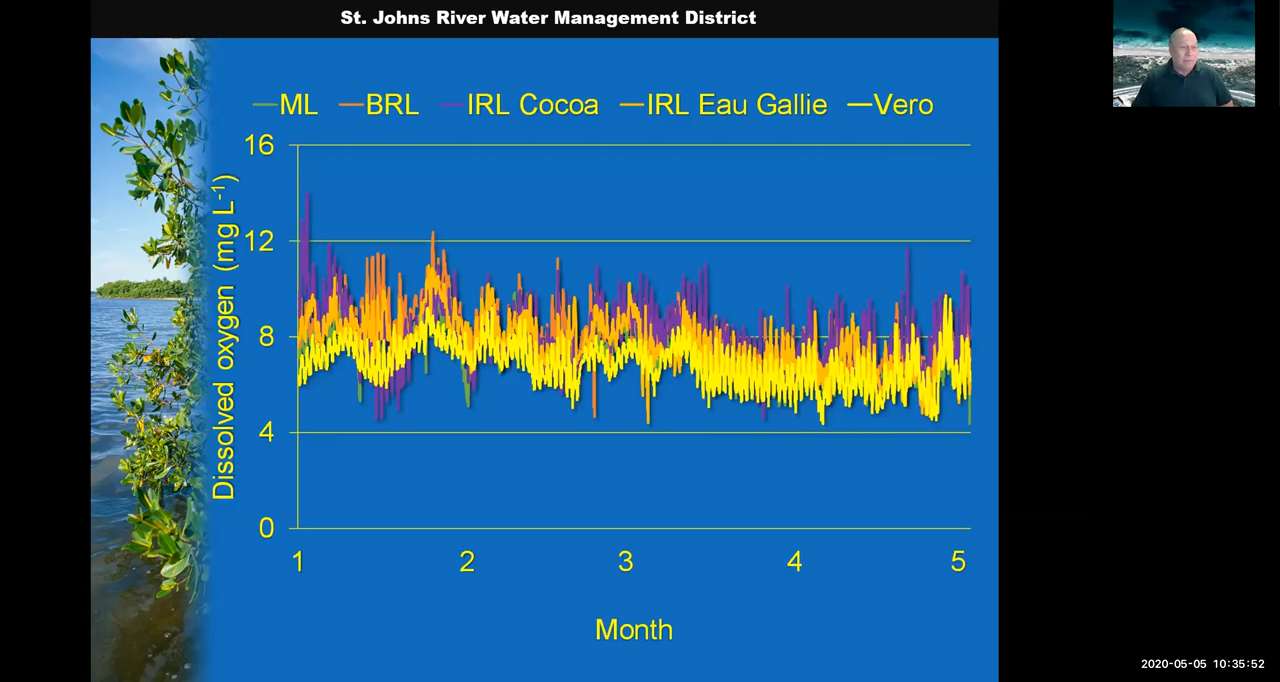 St. Johns River Water Management District
ML BRL IRL Cocoa IRL Eau Gallie Vero
16
12
8
4
0
Dissolved oxygen (mg L⁻¹)
1 2 3 4 5
Month
2020-05-05 10:35:52